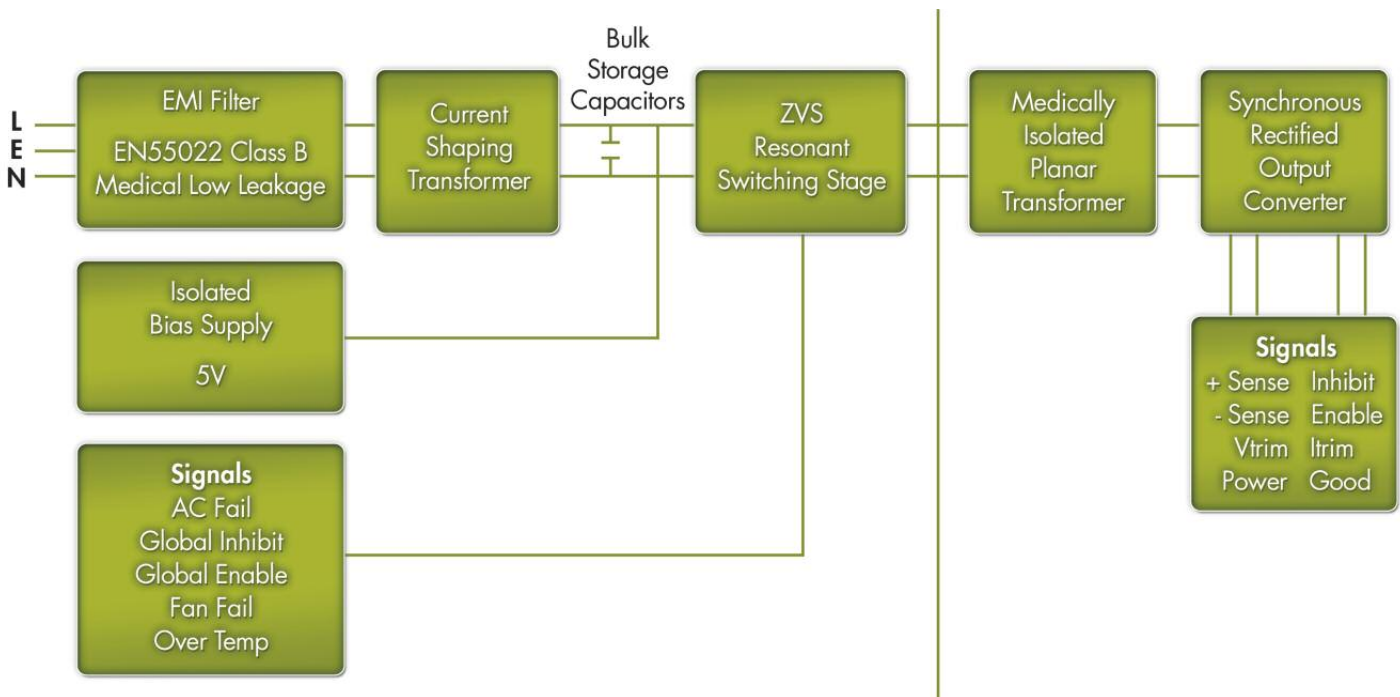 L
E
N
EMI Filter
EN55022 Class B
Medical Low Leakage
Current
Shaping
Transformer
Bulk
Storage
Capacitors
ZVS
Resonant
Switching Stage
Medically
Isolated
Planar
Transformer
Synchronous
Rectified
Output
Converter
Isolated
Bias Supply
5V
Signals
AC Fail
Global Inhibit
Global Enable
Fan Fail
Over Temp
Signals
+ Sense Inhibit
- Sense Enable
Vtrim Itrim
Power Good